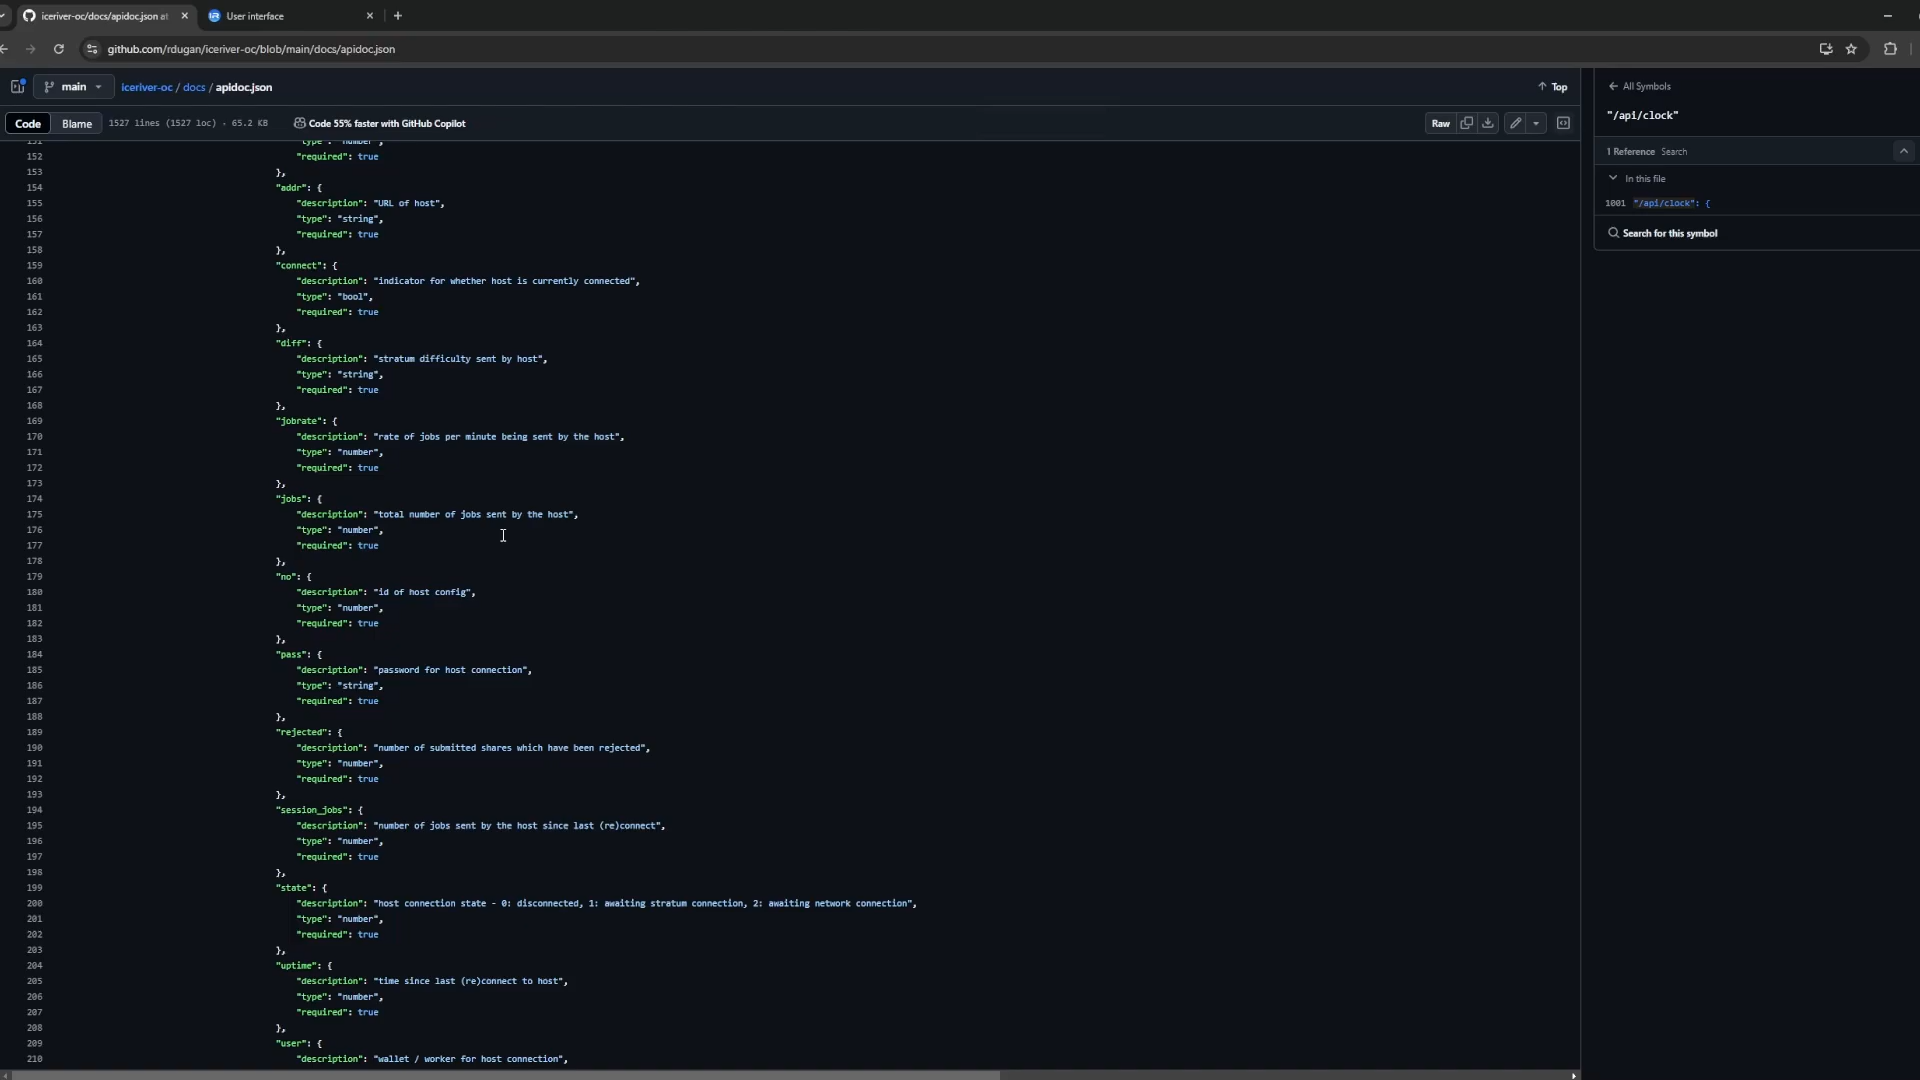 iceriver-oc/docs/apidoc.json at
User interface
github.com/rdugan/iceriver-oc/blob/main/docs/apidoc.json
main
iceriver-oc / docs / apidoc.json
Top
Code
Blame
1527 lines (1527 loc) · 65.2 KB
Code 55% faster with GitHub Copilot
Raw
151 "type": "number",
152 "required": true
153 },
154 "addr": {
155 "description": "URL of host",
156 "type": "string",
157 "required": true
158 },
159 "connect": {
160 "description": "indicator for whether host is currently connected",
161 "type": "bool",
162 "required": true
163 },
164 "diff": {
165 "description": "stratum difficulty sent by host",
166 "type": "string",
167 "required": true
168 },
169 "jobrate": {
170 "description": "rate of jobs per minute being sent by the host",
171 "type": "number",
172 "required": true
173 },
174 "jobs": {
175 "description": "total number of jobs sent by the host",
176 "type": "number",
177 "required": true
178 },
179 "no": {
180 "description": "id of host config",
181 "type": "number",
182 "required": true
183 },
184 "pass": {
185 "description": "password for host connection",
186 "type": "string",
187 "required": true
188 },
189 "rejected": {
190 "description": "number of submitted shares which have been rejected",
191 "type": "number",
192 "required": true
193 },
194 "session_jobs": {
195 "description": "number of jobs sent by the host since last (re)connect",
196 "type": "number",
197 "required": true
198 },
199 "state": {
200 "description": "host connection state - 0: disconnected, 1: awaiting stratum connection, 2: awaiting network connection",
201 "type": "number",
202 "required": true
203 },
204 "uptime": {
205 "description": "time since last (re)connect to host",
206 "type": "number",
207 "required": true
208 },
209 "user": {
210 "description": "wallet / worker for host connection",
All Symbols
"/api/clock"
1 Reference Search
In this file
1001 "/api/clock": {
Search for this symbol